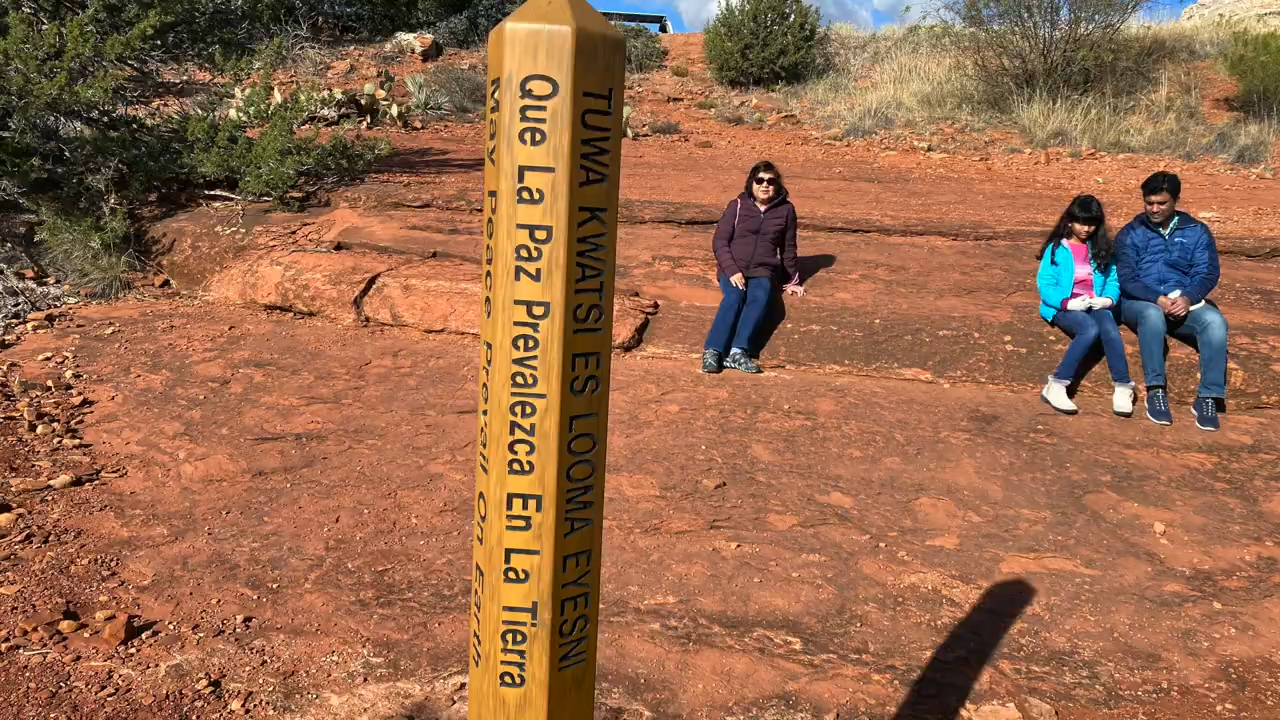 May Peace Prevail On Earth
Que La Paz Prevalezca En La Tierra
TUWA KWATSI ES LOOMA EYESNI